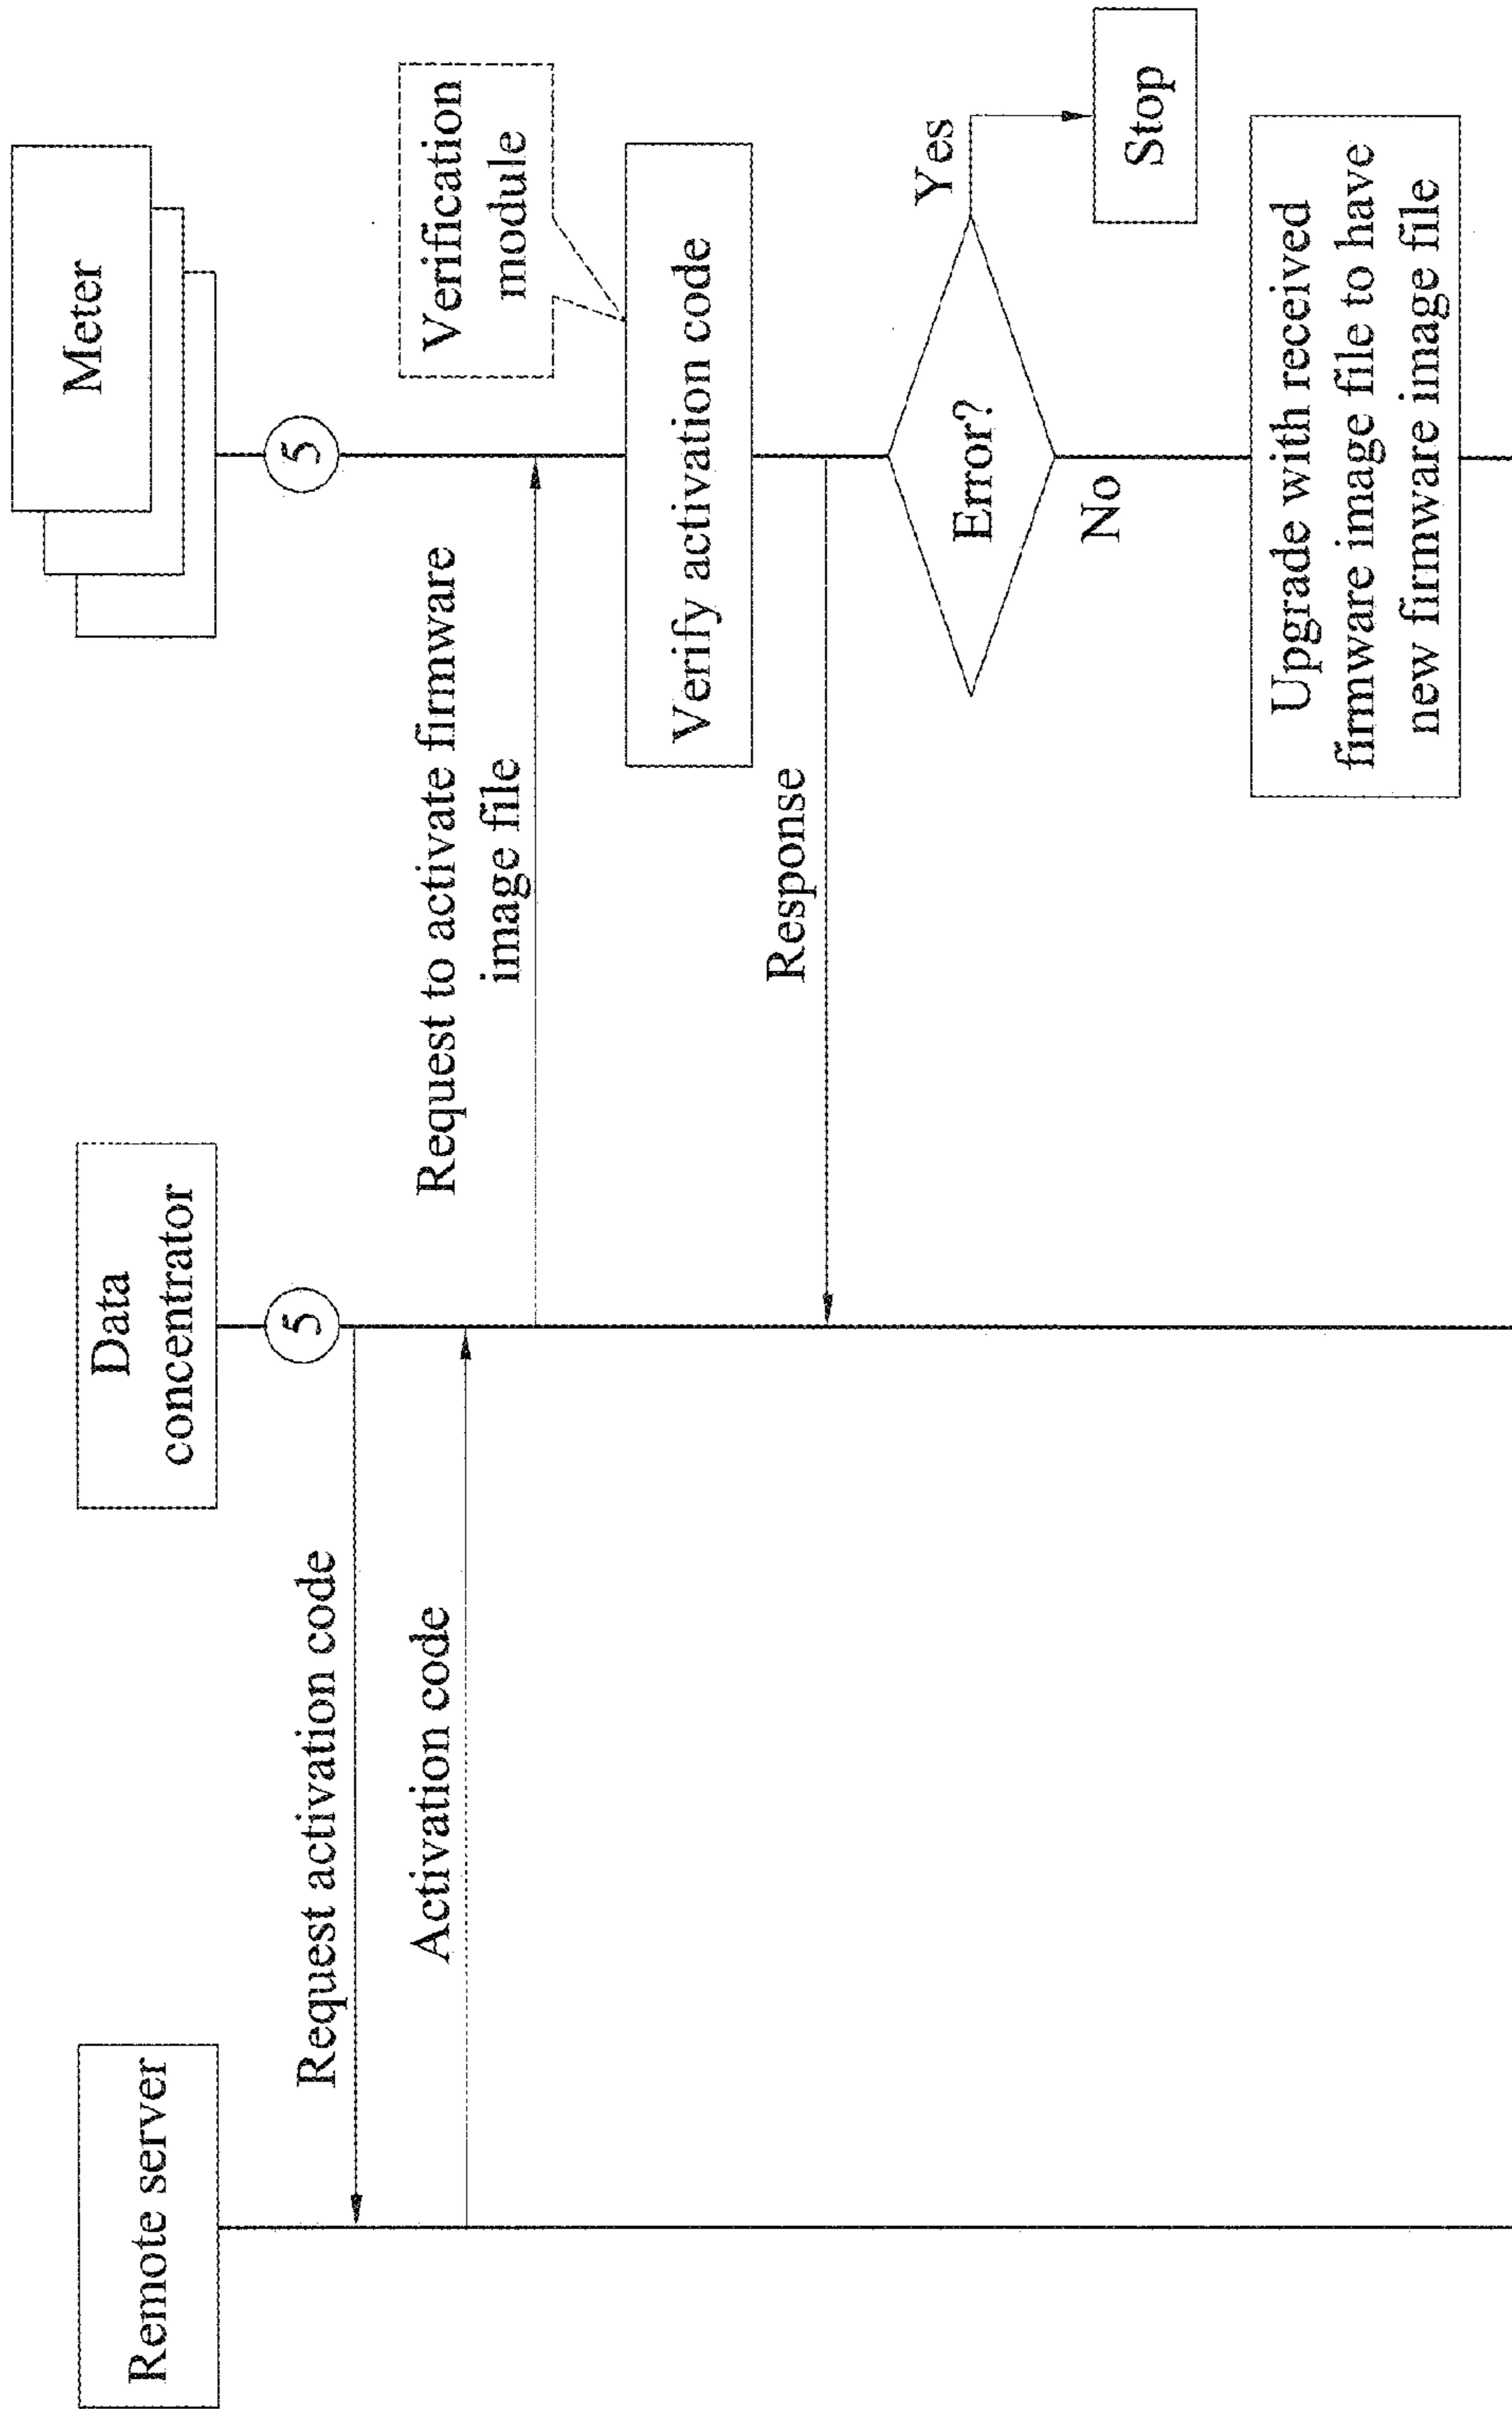 Remote server
Data
concentrator
Meter
5
5
Request activation code
Activation code
Request to activate firmware
image file
Verification
module
Verify activation code
Response
Error?
Yes
No
Stop
Upgrade with received
firmware image file to have
new firmware image file